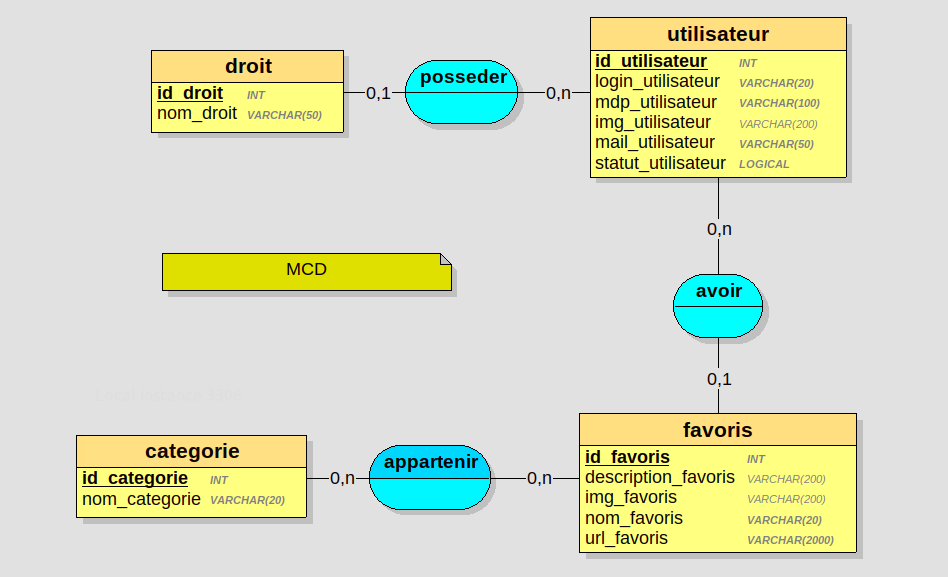 utilisateur
id_utilisateur INT
login_utilisateur VARCHAR(20)
mdp_utilisateur VARCHAR(100)
img_utilisateur VARCHAR(200)
mail_utilisateur VARCHAR(50)
statut_utilisateur LOGICAL
droit
id_droit INT
nom_droit VARCHAR(50)
0,1
posseder
0,n
0,n
MCD
avoir
0,1
favoris
id_favoris INT
description_favoris VARCHAR(200)
img_favoris VARCHAR(200)
nom_favoris VARCHAR(20)
url_favoris VARCHAR(2000)
categorie
id_categorie INT
nom_categorie VARCHAR(20)
0,n
appartenir
0,n